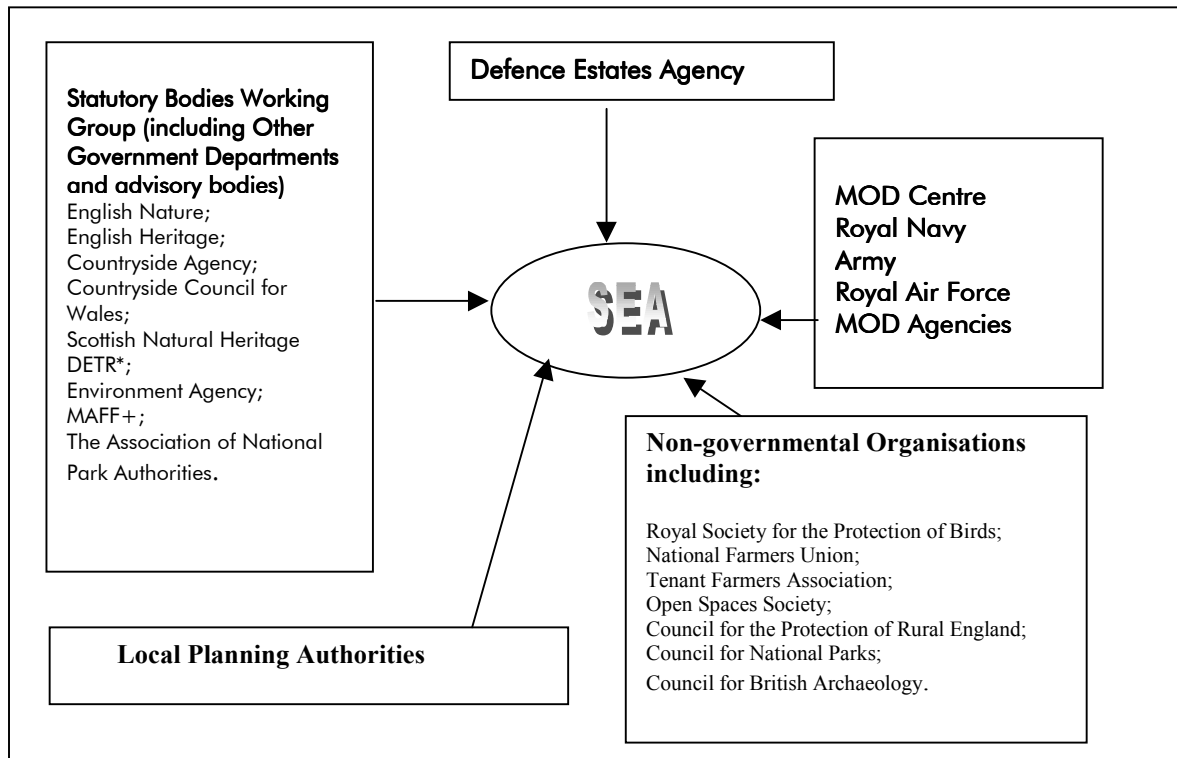 Statutory Bodies Working
Group (including Other
Government Departments
and advisory bodies)
English Nature;
English Heritage;
Countryside Agency;
Countryside Council for
Wales;
Scottish Natural Heritage
DETR*;
Environment Agency;
MAFF+;
The Association of National
Park Authorities.
Defence Estates Agency
MOD Centre
Royal Navy
Army
Royal Air Force
MOD Agencies
SEA
Local Planning Authorities
Non-governmental Organisations
including:
Royal Society for the Protection of Birds;
National Farmers Union;
Tenant Farmers Association;
Open Spaces Society;
Council for the Protection of Rural England;
Council for National Parks;
Council for British Archaeology.